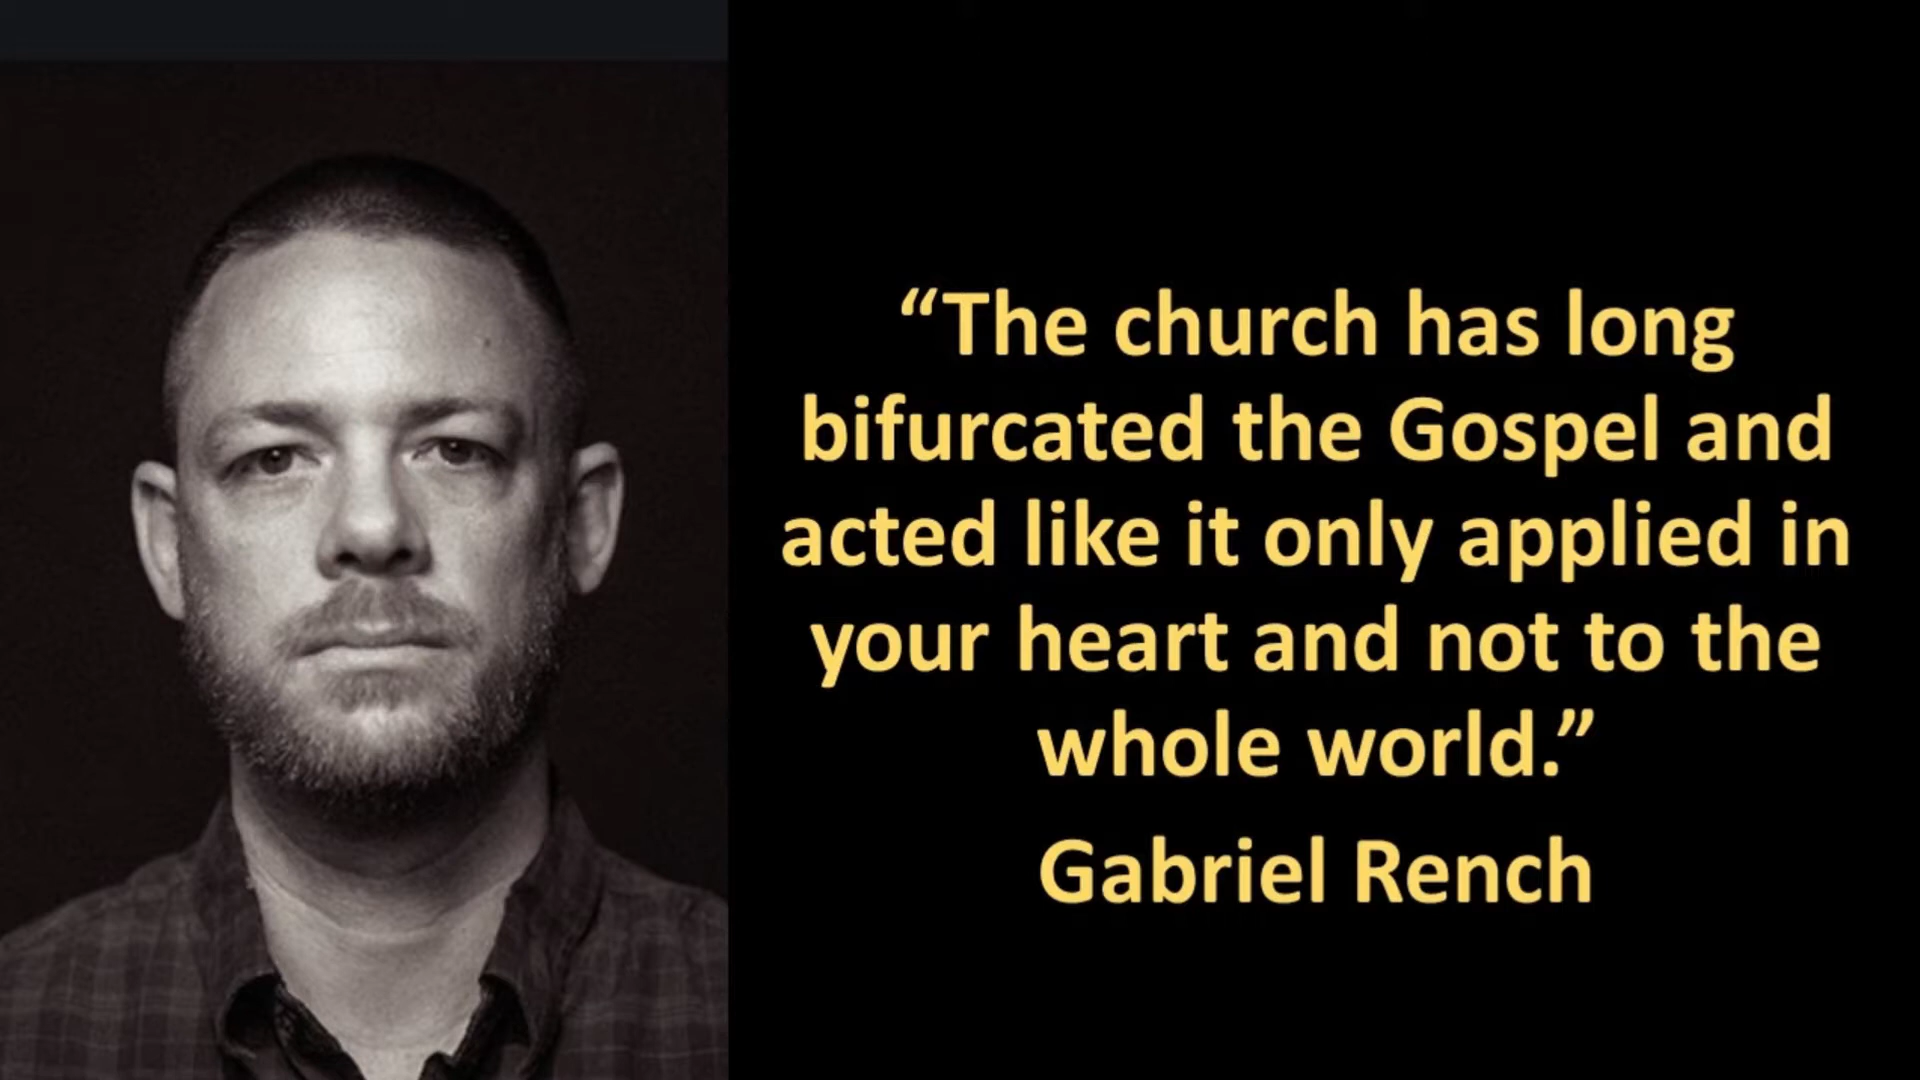 “The church has long
bifurcated the Gospel and
acted like it only applied in
your heart and not to the
whole world.”
Gabriel Rench